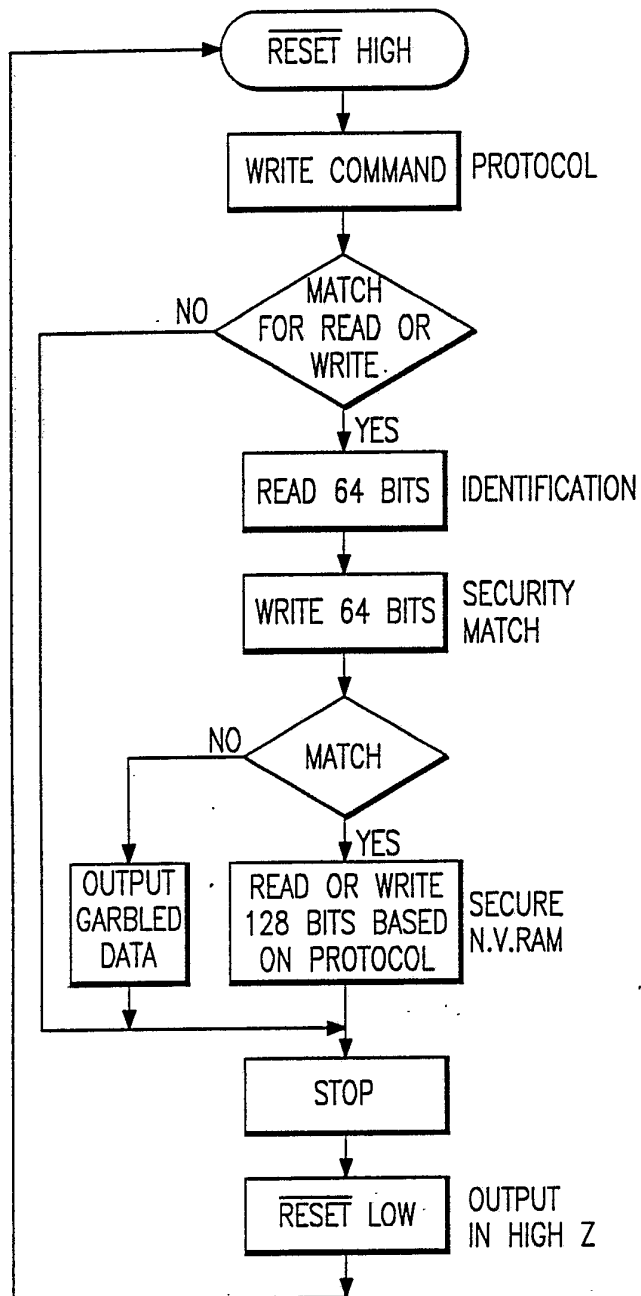 RESET HIGH
WRITE COMMAND
PROTOCOL
MATCH
FOR READ OR
WRITE
NO
YES
READ 64 BITS
IDENTIFICATION
WRITE 64 BITS
SECURITY
MATCH
MATCH
NO
YES
OUTPUT
GARBLED
DATA
READ OR WRITE
128 BITS BASED
ON PROTOCOL
SECURE
N.V.RAM
STOP
RESET LOW
OUTPUT
IN HIGH Z